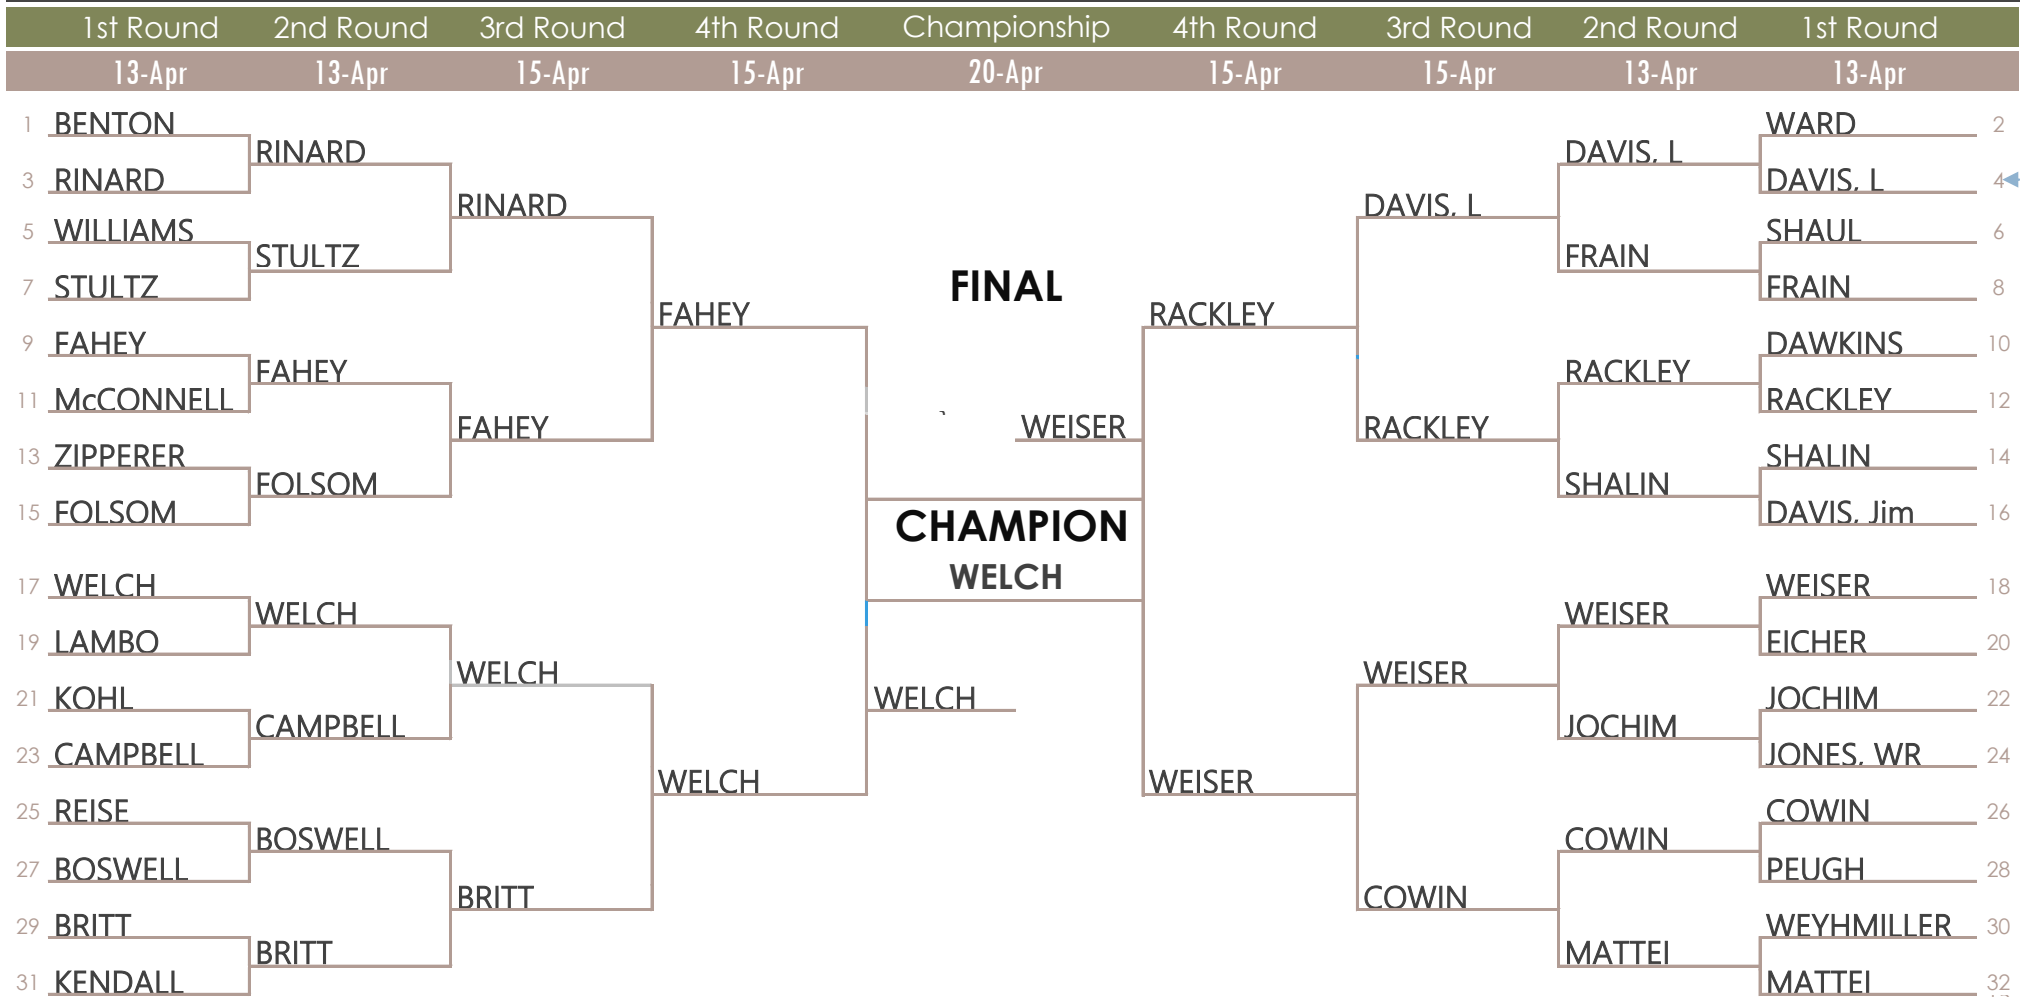 1st Round 2nd Round 3rd Round 4th Round Championship 4th Round 3rd Round 2nd Round 1st Round
13-Apr 13-Apr 15-Apr 15-Apr 20-Apr 15-Apr 15-Apr 13-Apr 13-Apr
1 BENTON WARD 2
RINARD DAVIS, L
3 RINARD DAVIS, L 4
RINARD DAVIS, L
5 WILLIAMS SHAUL 6
STULTZ FRAIN
7 STULTZ FINAL FRAIN 8
FAHEY RACKLEY
9 FAHEY DAWKINS 10
FAHEY RACKLEY
11 McCONNELL RACKLEY 12
FAHEY WEISER RACKLEY
13 ZIPPERER SHALIN 14
FOLSOM SHALIN
15 FOLSOM DAVIS, Jim 16
CHAMPION
WELCH
17 WELCH WEISER 18
WELCH WEISER
19 LAMBO EICHER 20
WELCH WEISER
21 KOHL WELCH JOCHIM 22
CAMPBELL JOCHIM
23 CAMPBELL JONES, WR 24
WELCH WEISER
25 REISE COWIN 26
BOSWELL COWIN
27 BOSWELL PEUGH 28
BRITT COWIN
29 BRITT WEYHMILLER 30
BRITT MATTEI
31 KENDALL MATTEI 32